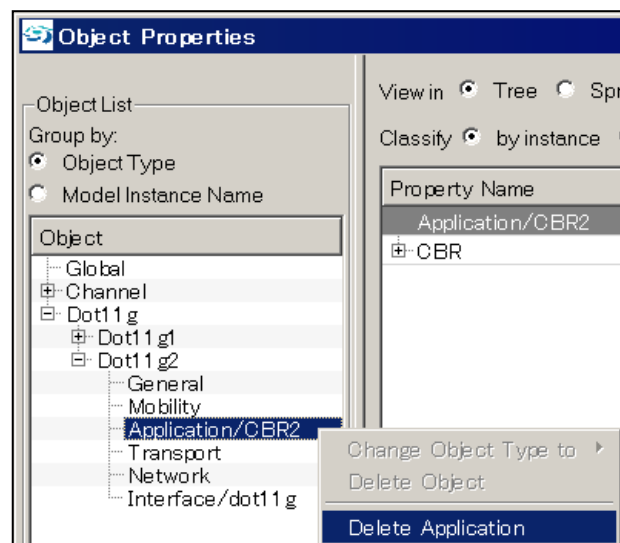 Object Properties
Object List
Group by:
Object Type
Model Instance Name
Object
Global
Channel
Dot11g
Dot11g1
Dot11g2
General
Mobility
Application/CBR2
Transport
Network
Interface/dot11g
View in Tree Spr
Classify by instance
Property Name
Application/CBR2
CBR
Change Object Type to
Delete Object
Delete Application